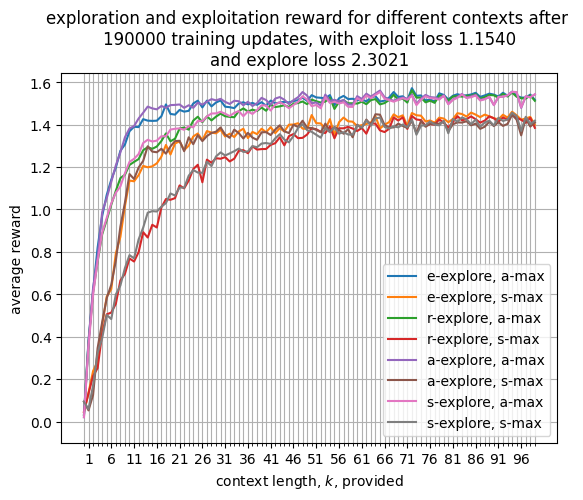 exploration and exploitation reward for different contexts after
190000 training updates, with exploit loss 1.1540
and explore loss 2.3021
1.6
1.4
1.2
1.0
0.8
0.6
0.4
0.2
0.0
average reward
e-explore, a-max
e-explore, s-max
r-explore, a-max
r-explore, s-max
a-explore, a-max
a-explore, s-max
s-explore, a-max
s-explore, s-max
1 6 11 16 21 26 31 36 41 46 51 56 61 66 71 76 81 86 91 96
context length, k, provided